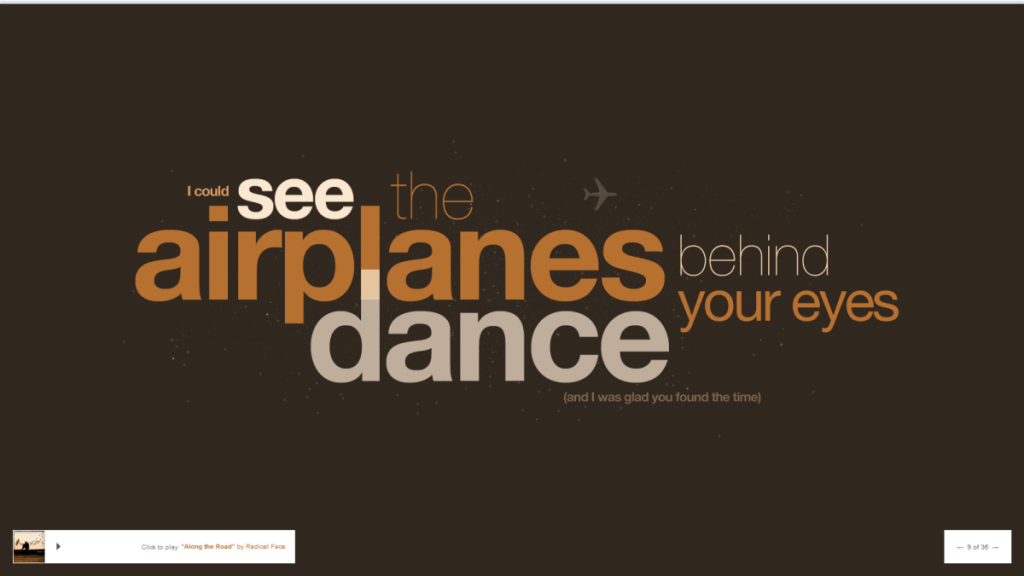 I could see the
airplanes
behind
your eyes
dance
(and I was glad you found the time)
Click to play "Along the Road" by Radical Face
← 9 of 36 →